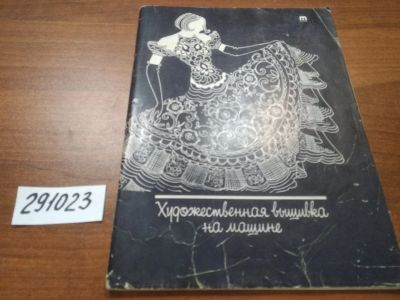 m
Художественная вышивка
на машине
291023